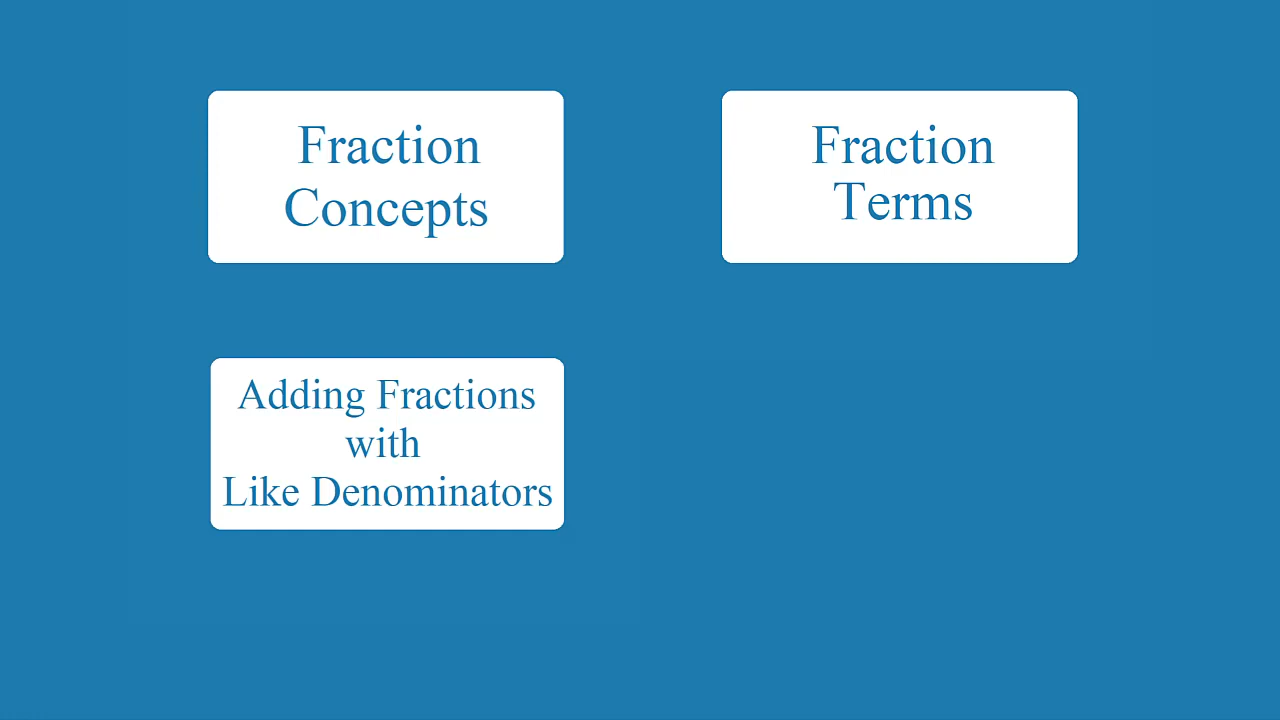 Fraction
Concepts
Fraction
Terms
Adding Fractions
with
Like Denominators